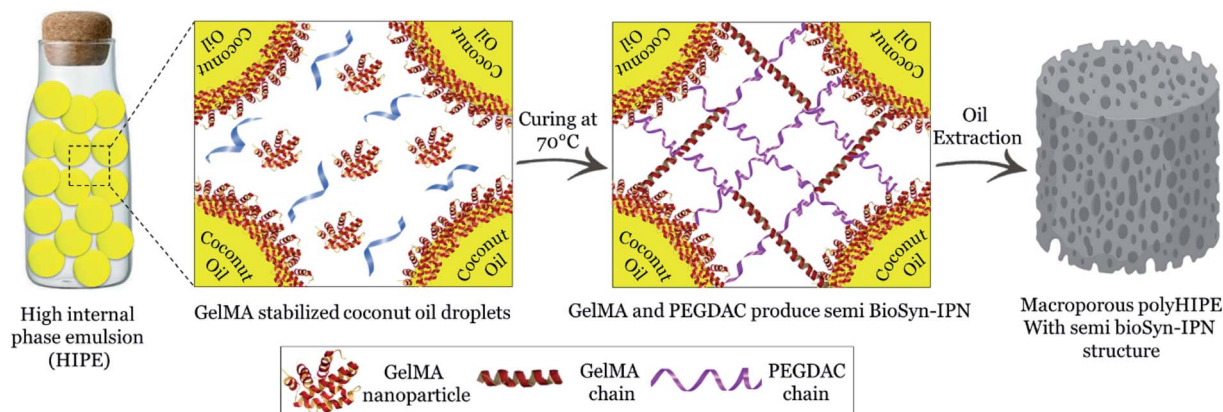 Coconut
Oil
Coconut
Oil
Coconut
Oil
Coconut
Oil
Curing at
70°C
Coconut
Oil
Coconut
Oil
Coconut
Oil
Coconut
Oil
Oil
Extraction
High internal
phase emulsion
(HIPE)
GelMA stabilized coconut oil droplets
GelMA and PEGDAC produce semi BioSyn-IPN
Macroporous polyHIPE
With semi bioSyn-IPN
structure
GelMA
nanoparticle
GelMA
chain
PEGDAC
chain